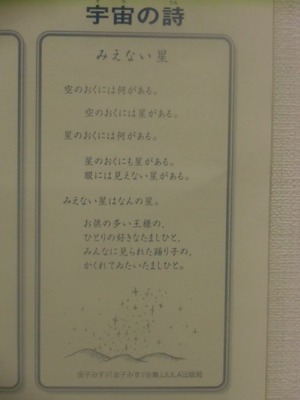 宇宙の詩
みえない星
空のおくには何がある。
空のおくには星がある。
星のおくには何がある。
星のおくにも星がある。
眼には見えない星がある。
みえない星はなんの星。
お供の多い王様の、
ひとりの好きなたましひと、
みんなに見られた踊り子の、
かくれてゐたいたましひと。